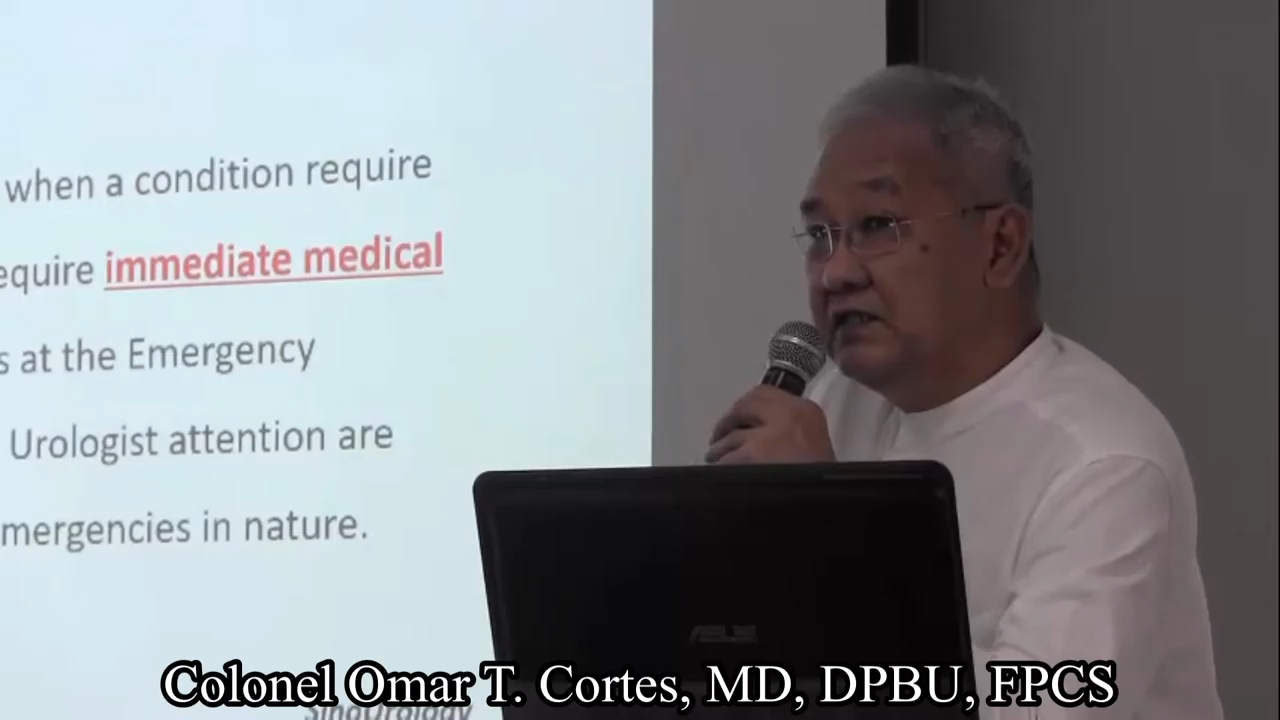 when a condition require
equire immediate medical
s at the Emergency
Urologist attention are
mergencies in nature.
ASUS
Colonel Omar T. Cortes, MD, DPBU, FPCS
SinoUrology